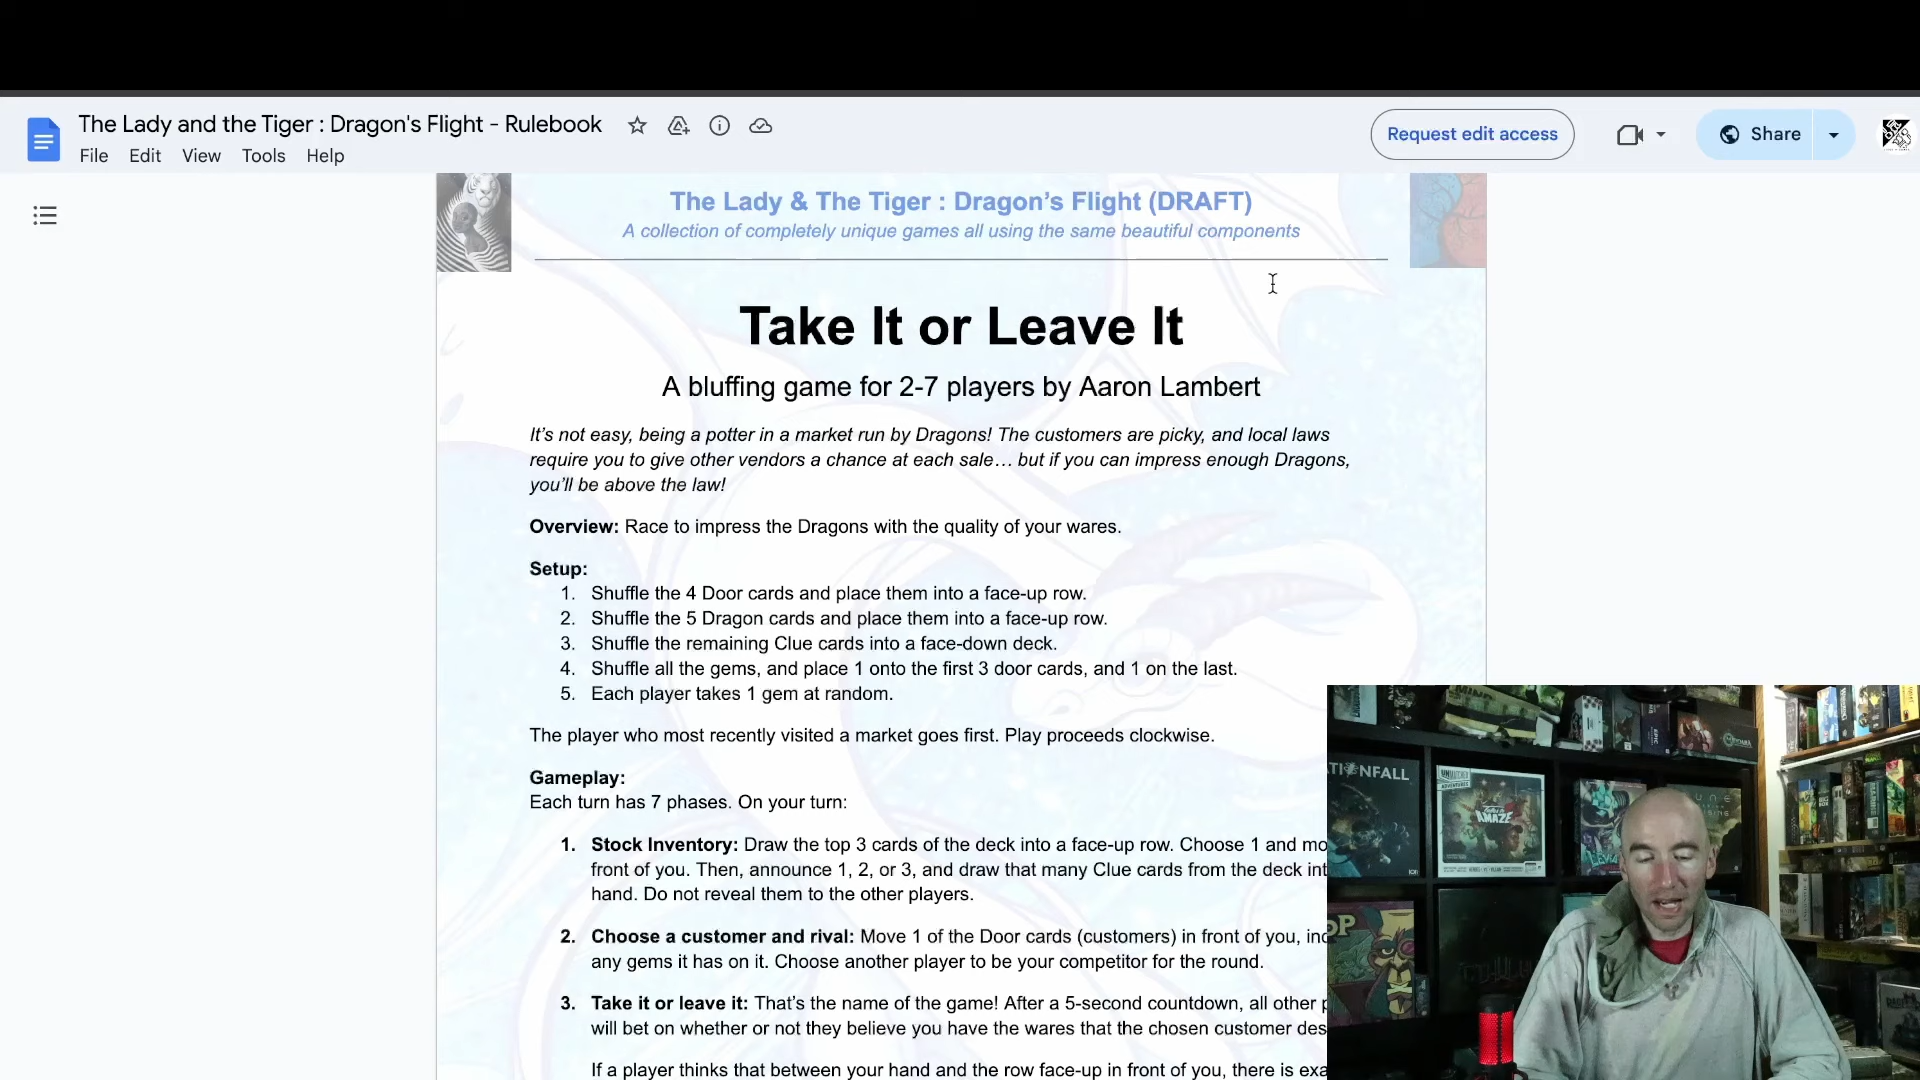 The Lady and the Tiger : Dragon's Flight - Rulebook
File Edit View Tools Help
Request edit access
Share
The Lady & The Tiger : Dragon's Flight (DRAFT)
A collection of completely unique games all using the same beautiful components
Take It or Leave It
A bluffing game for 2-7 players by Aaron Lambert
It's not easy, being a potter in a market run by Dragons! The customers are picky, and local laws
require you to give other vendors a chance at each sale… but if you can impress enough Dragons,
you'll be above the law!
Overview: Race to impress the Dragons with the quality of your wares.
Setup:
1. Shuffle the 4 Door cards and place them into a face-up row.
2. Shuffle the 5 Dragon cards and place them into a face-up row.
3. Shuffle the remaining Clue cards into a face-down deck.
4. Shuffle all the gems, and place 1 onto the first 3 door cards, and 1 on the last.
5. Each player takes 1 gem at random.
The player who most recently visited a market goes first. Play proceeds clockwise.
Gameplay:
Each turn has 7 phases. On your turn:
1. Stock Inventory: Draw the top 3 cards of the deck into a face-up row. Choose 1 and mo
front of you. Then, announce 1, 2, or 3, and draw that many Clue cards from the deck int
hand. Do not reveal them to the other players.
2. Choose a customer and rival: Move 1 of the Door cards (customers) in front of you, inc
any gems it has on it. Choose another player to be your competitor for the round.
3. Take it or leave it: That's the name of the game! After a 5-second countdown, all other p
will bet on whether or not they believe you have the wares that the chosen customer des
If a player thinks that between your hand and the row face-up in front of you, there is exa
UNMATCHED
ADVENTURES
AMAZE